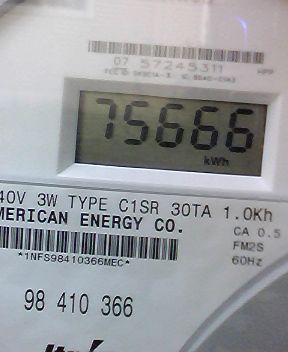 07 57245311
75666
kWh
40V 3W TYPE C1SR 30TA 1.0Kh
MERICAN ENERGY CO. CA 0.5
FM2S
*1NFS98410366MEC* 60Hz
98 410 366